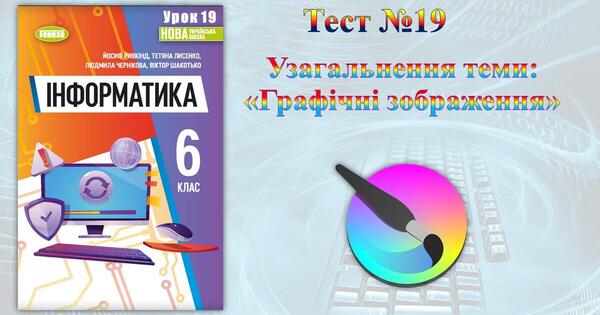 Урок 19
Генеза
НОВА УКРАЇНСЬКА ШКОЛА
ЙОСИФ РИВКІНД, ТЕТЯНА ЛИСЕНКО,
ЛЮДМИЛА ЧЕРНІКОВА, ВІКТОР ШАКОТЬКО
ІНФОРМАТИКА
6
КЛАС
Тест №19
Узагальнення теми:
«Графічні зображення»